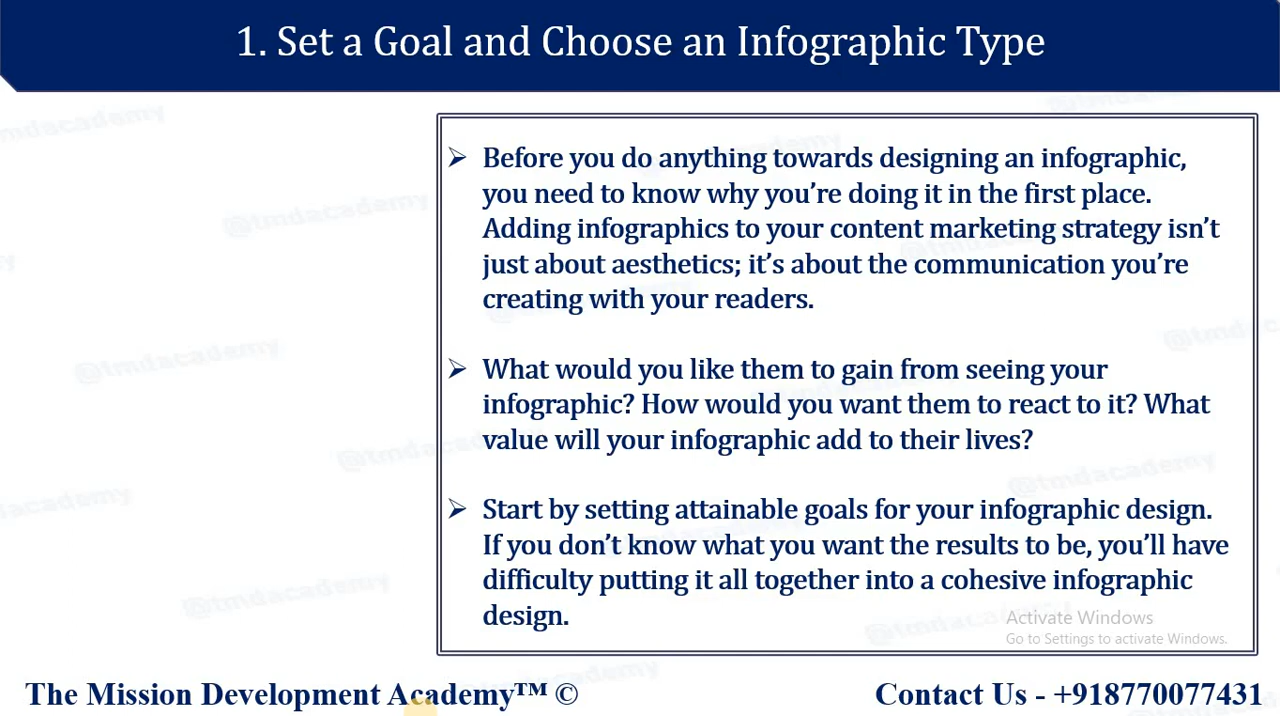 1. Set a Goal and Choose an Infographic Type
➢ Before you do anything towards designing an infographic,
you need to know why you’re doing it in the first place.
Adding infographics to your content marketing strategy isn’t
just about aesthetics; it’s about the communication you’re
creating with your readers.
➢ What would you like them to gain from seeing your
infographic? How would you want them to react to it? What
value will your infographic add to their lives?
➢ Start by setting attainable goals for your infographic design.
If you don’t know what you want the results to be, you’ll have
difficulty putting it all together into a cohesive infographic
design.
Activate Windows
Go to Settings to activate Windows.
The Mission Development Academy™ ©
Contact Us - +918770077431
@tmdacademy
@tmdacademy
@tmdacademy
@tmdacademy
@tmdacademy